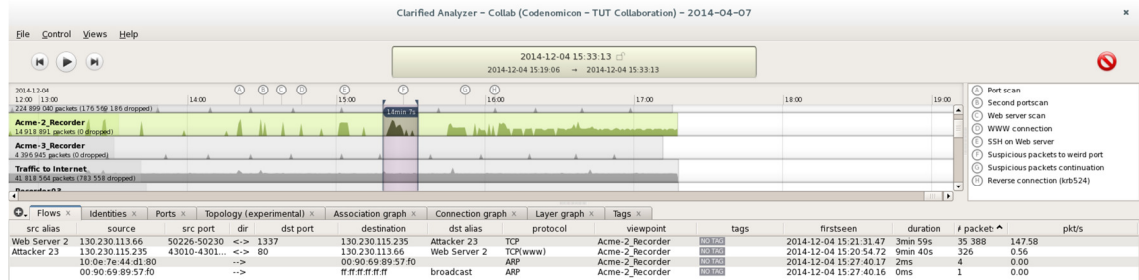 Clarified Analyzer – Collab (Codenomicon – TUT Collaboration) – 2014-04-07 ×
File Control Views Help
2014-12-04 15:33:13
2014-12-04 15:19:06 → 2014-12-04 15:33:13
2014-12-04
12:00 13:00 14:00 15:00 16:00 17:00 18:00 19:00
A B C D E F G H
224 899 040 packets (176 569 186 dropped)
14min 7s
Acme-2_Recorder
14 918 891 packets (0 dropped)
Acme-3_Recorder
4 396 945 packets (0 dropped)
Traffic to Internet
41 818 564 packets (783 558 dropped)
Recorder03
A Port scan
B Second portscan
C Web server scan
D WWW connection
E SSH on Web server
F Suspicious packets to weird port
G Suspicious packets continuation
H Reverse connection (krb524)
Flows × Identities × Ports × Topology (experimental) × Association graph × Connection graph × Layer graph × Tags ×
src alias source src port dir dst port destination dst alias protocol viewpoint tags firstseen duration packets pkt/s
Web Server 2 130.230.113.66 50226-50230 <-> 1337 130.230.115.235 Attacker 23 TCP Acme-2_Recorder NO TAG 2014-12-04 15:21:31.47 3min 59s 35 388 147.58
Attacker 23 130.230.115.235 43010-4301... <-> 80 130.230.113.66 Web Server 2 TCP(www) Acme-2_Recorder NO TAG 2014-12-04 15:20:54.72 9min 40s 326 0.56
10:0e:7e:44:d1:80 --> 00:90:69:89:57:f0 ARP Acme-2_Recorder NO TAG 2014-12-04 15:27:40.17 2ms 4 0.00
00:90:69:89:57:f0 --> ff:ff:ff:ff:ff:ff broadcast ARP Acme-2_Recorder NO TAG 2014-12-04 15:27:40.16 0ms 1 0.00